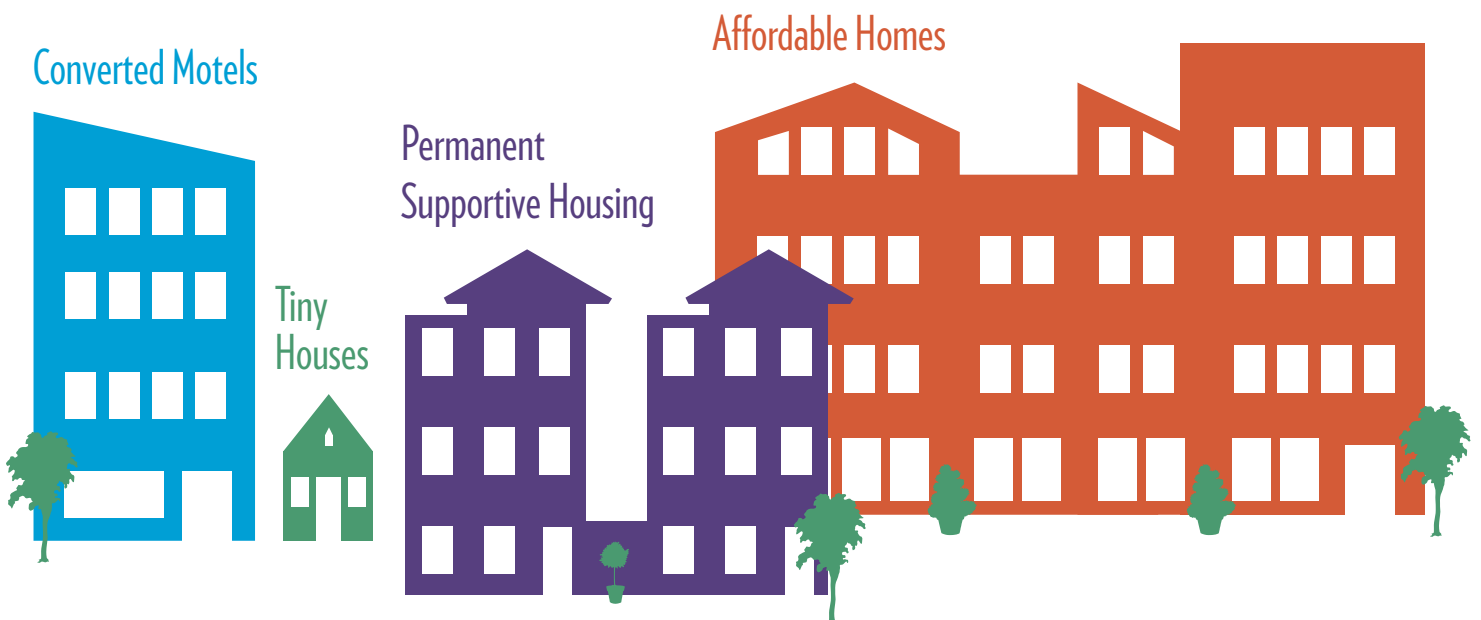 Converted Motels
Tiny
Houses
Permanent
Supportive Housing
Affordable Homes